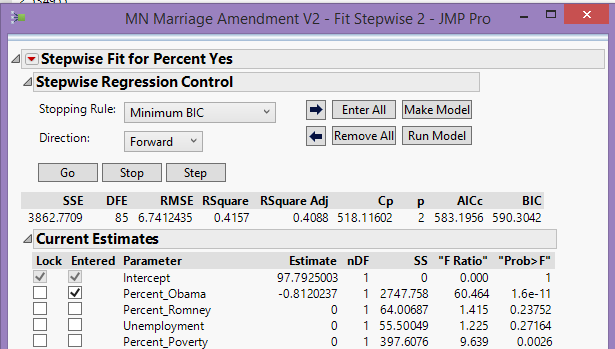 MN Marriage Amendment V2 - Fit Stepwise 2 - JMP Pro
Stepwise Fit for Percent Yes
Stepwise Regression Control
Stopping Rule: Minimum BIC Enter All Make Model
Direction: Forward Remove All Run Model
Go Stop Step
SSE DFE RMSE RSquare RSquare Adj Cp p AICc BIC
3862.7709 85 6.7412435 0.4157 0.4088 518.11602 2 583.1956 590.3042
Current Estimates
Lock Entered Parameter Estimate nDF SS "F Ratio" "Prob>F"
Intercept 97.7925003 1 0 0.000 1
Percent_Obama -0.8120237 1 2747.758 60.464 1.6e-11
Percent_Romney 0 1 64.00687 1.415 0.23752
Unemployment 0 1 55.50049 1.225 0.27164
Percent_Poverty 0 1 397.6076 9.639 0.0026